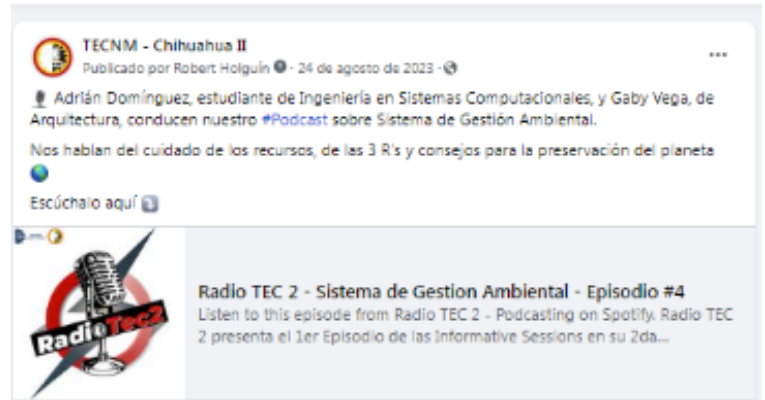 TECNM - Chihuahua II
Publicado por Robert Holguín · 24 de agosto de 2023 ·
Adrián Domínguez, estudiante de Ingeniería en Sistemas Computacionales, y Gaby Vega, de
Arquitectura, conducen nuestro #Podcast sobre Sistema de Gestión Ambiental.
Nos hablan del cuidado de los recursos, de las 3 R's y consejos para la preservación del planeta
Escúchalo aquí
RadioTec2
Radio TEC 2 - Sistema de Gestion Ambiental - Episodio #4
Listen to this episode from Radio TEC 2 - Podcasting on Spotify. Radio TEC
2 presenta el 1er Episodio de las Informative Sessions en su 2da...